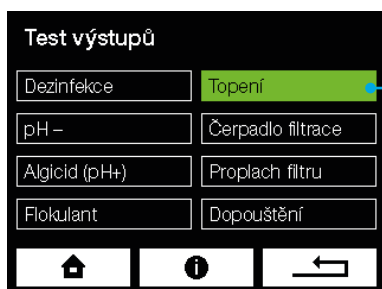 Test výstupů
Dezinfekce
Topení
pH –
Čerpadlo filtrace
Algicid (pH+)
Proplach filtru
Flokulant
Dopouštění